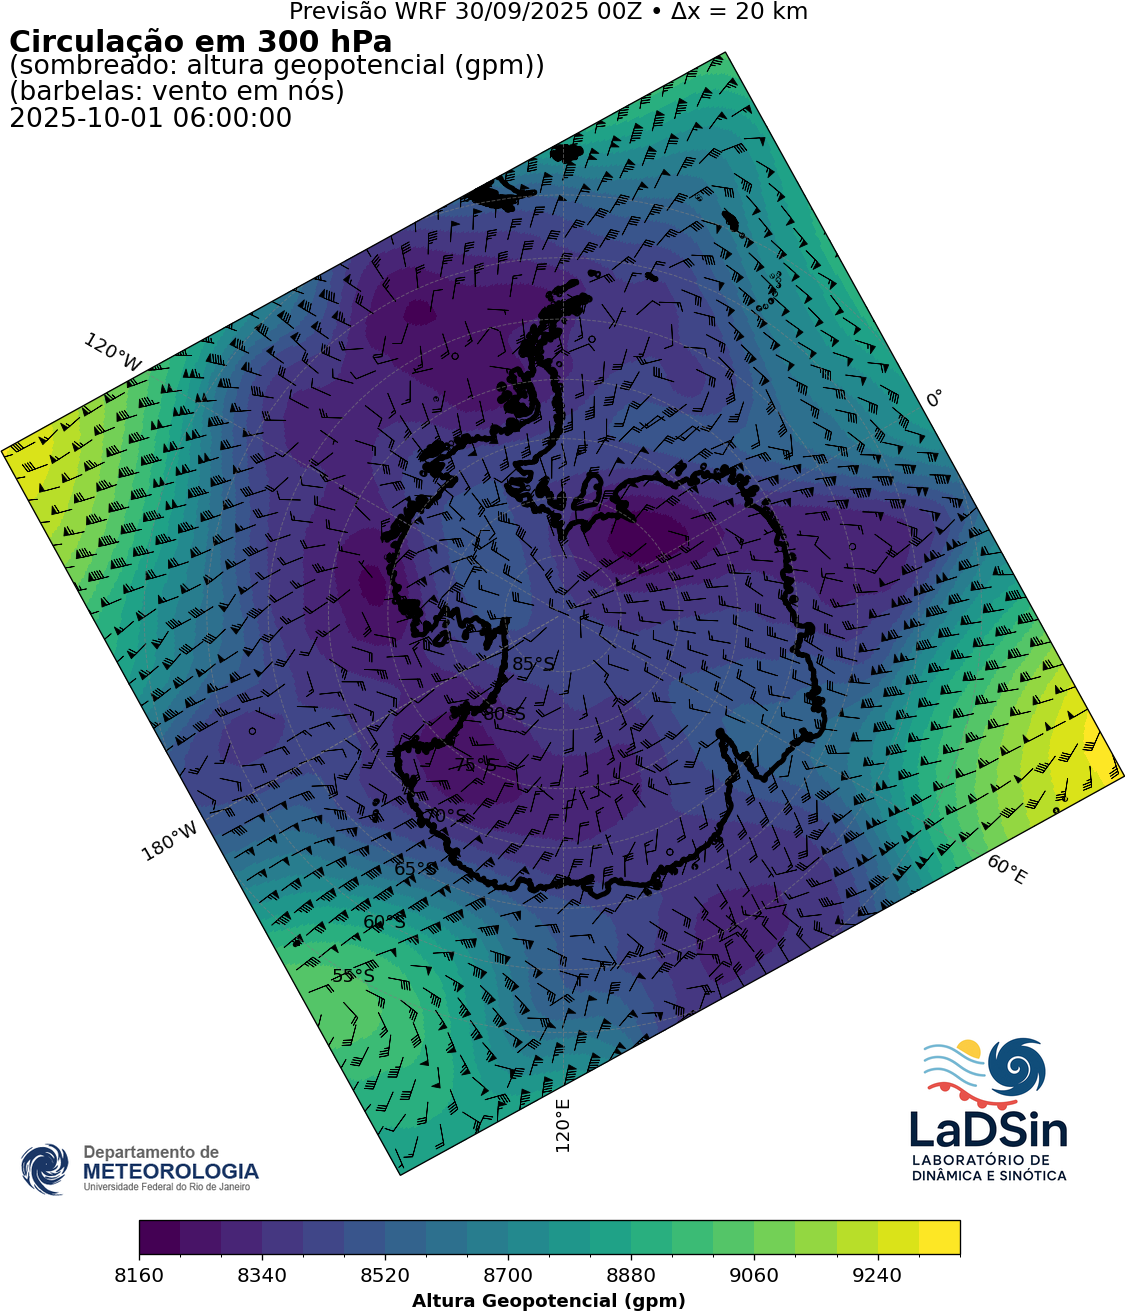 Previsão WRF 30/09/2025 00Z • Δx = 20 km
Circulação em 300 hPa
(sombreado: altura geopotencial (gpm))
(barbelas: vento em nós)
2025-10-01 06:00:00
120°W
0°
85°S
80°S
75°S
70°S
65°S
60°S
55°S
180°W
60°E
120°E
LaDSin
LABORATÓRIO DE
DINÂMICA E SINÓTICA
Departamento de
METEOROLOGIA
Universidade Federal do Rio de Janeiro
8160 8340 8520 8700 8880 9060 9240
Altura Geopotencial (gpm)